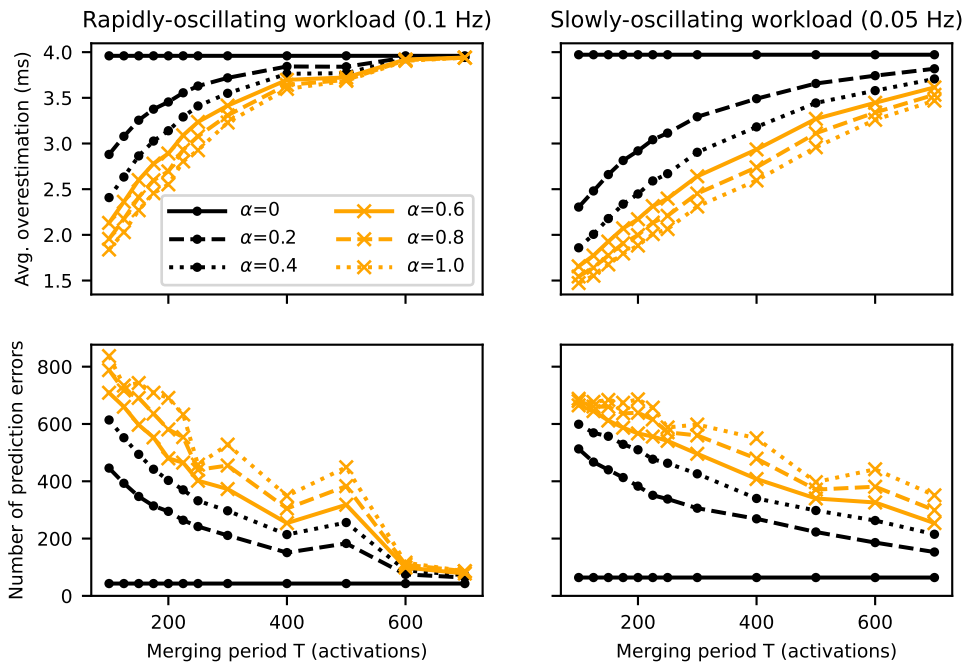 Rapidly-oscillating workload (0.1 Hz)
Slowly-oscillating workload (0.05 Hz)
Avg. overestimation (ms)
4.0
3.5
3.0
2.5
2.0
1.5
α=0
α=0.2
α=0.4
α=0.6
α=0.8
α=1.0
Number of prediction errors
800
600
400
200
0
200
400
600
Merging period T (activations)
200
400
600
Merging period T (activations)